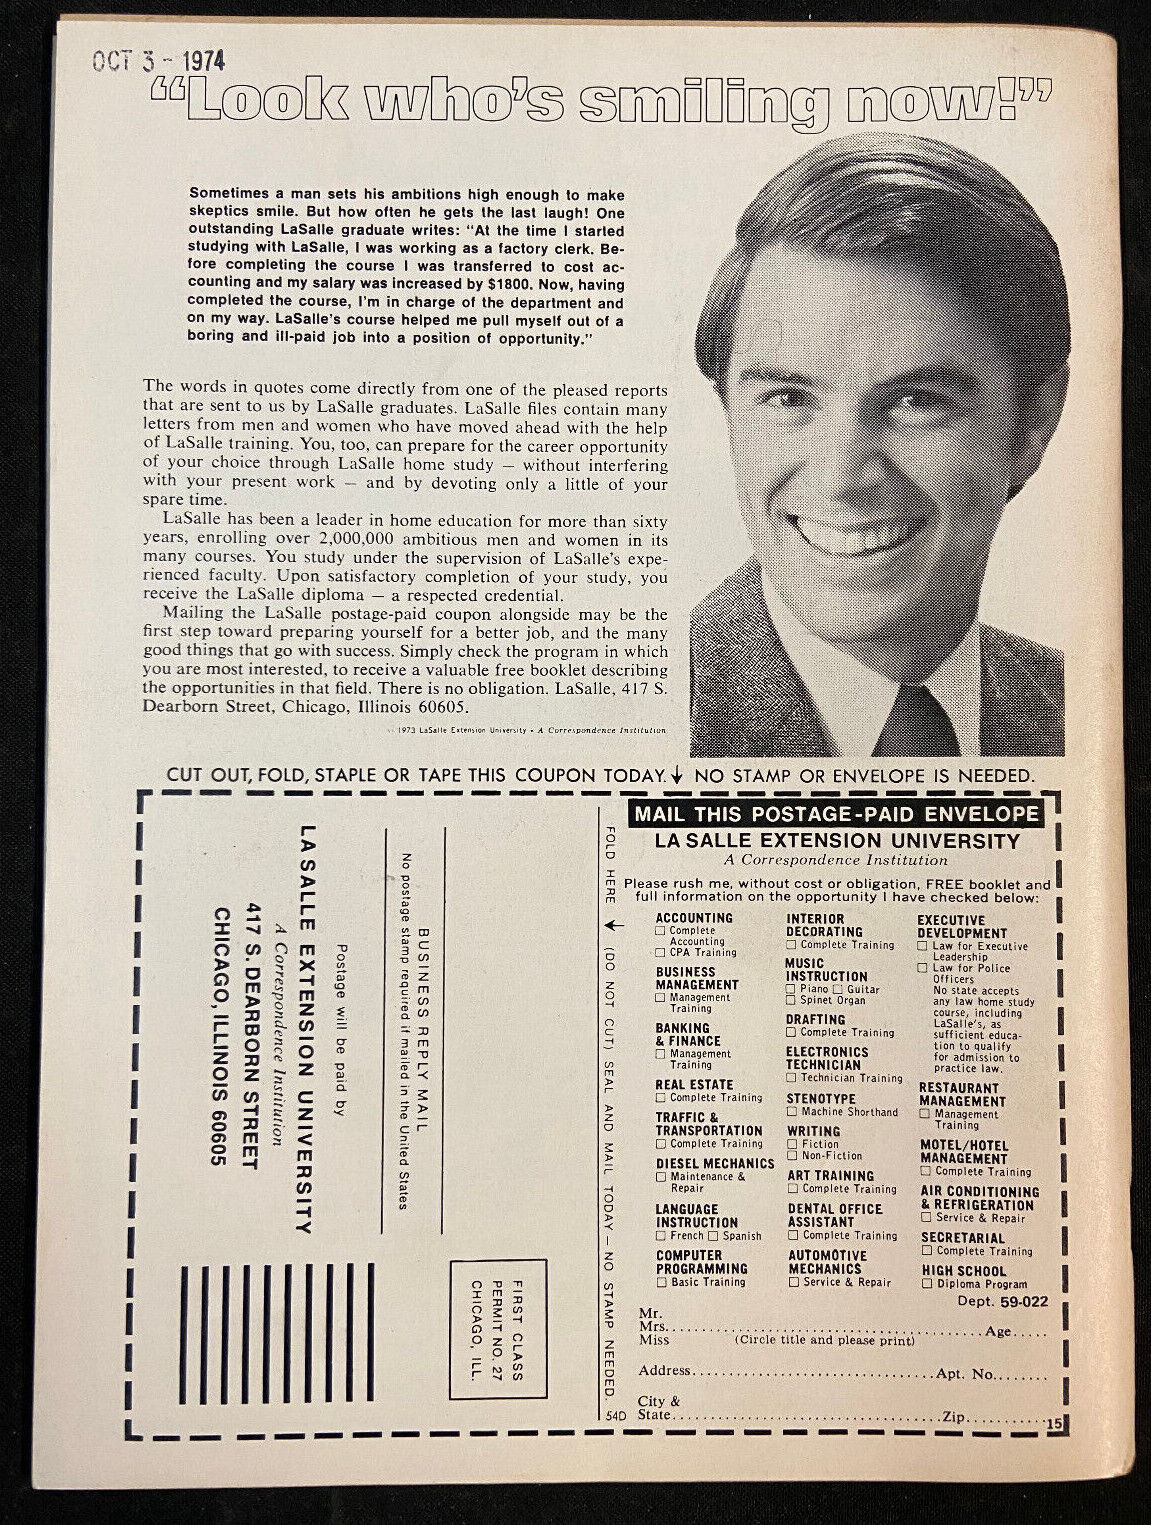 OCT 3 - 1974
“Look who's smiling now!”
Sometimes a man sets his ambitions high enough to make
skeptics smile. But how often he gets the last laugh! One
outstanding LaSalle graduate writes: “At the time I started
studying with LaSalle, I was working as a factory clerk. Be-
fore completing the course I was transferred to cost ac-
counting and my salary was increased by $1800. Now, having
completed the course, I'm in charge of the department and
on my way. LaSalle's course helped me pull myself out of a
boring and ill-paid job into a position of opportunity.”
The words in quotes come directly from one of the pleased reports
that are sent to us by LaSalle graduates. LaSalle files contain many
letters from men and women who have moved ahead with the help
of LaSalle training. You, too, can prepare for the career opportunity
of your choice through LaSalle home study — without interfering
with your present work — and by devoting only a little of your
spare time.
LaSalle has been a leader in home education for more than sixty
years, enrolling over 2,000,000 ambitious men and women in its
many courses. You study under the supervision of LaSalle's expe-
rienced faculty. Upon satisfactory completion of your study, you
receive the LaSalle diploma — a respected credential.
Mailing the LaSalle postage-paid coupon alongside may be the
first step toward preparing yourself for a better job, and the many
good things that go with success. Simply check the program in which
you are most interested, to receive a valuable free booklet describing
the opportunities in that field. There is no obligation. LaSalle, 417 S.
Dearborn Street, Chicago, Illinois 60605.
1973 LaSalle Extension University • A Correspondence Institution
CUT OUT, FOLD, STAPLE OR TAPE THIS COUPON TODAY. ↓ NO STAMP OR ENVELOPE IS NEEDED.
FIRST CLASS
PERMIT NO. 27
CHICAGO, ILL.
BUSINESS REPLY MAIL
No postage stamp required if mailed in the United States
Postage will be paid by
LA SALLE EXTENSION UNIVERSITY
A Correspondence Institution
417 S. DEARBORN STREET
CHICAGO, ILLINOIS 60605
FOLD HERE ← (DO NOT CUT) SEAL AND MAIL TODAY — NO STAMP NEEDED.
54D
MAIL THIS POSTAGE-PAID ENVELOPE
LA SALLE EXTENSION UNIVERSITY
A Correspondence Institution
Please rush me, without cost or obligation, FREE booklet and
full information on the opportunity I have checked below:
ACCOUNTING
☐ Complete
Accounting
☐ CPA Training
BUSINESS
MANAGEMENT
☐ Management
Training
BANKING
& FINANCE
☐ Management
Training
REAL ESTATE
☐ Complete Training
TRAFFIC &
TRANSPORTATION
☐ Complete Training
DIESEL MECHANICS
☐ Maintenance &
Repair
LANGUAGE
INSTRUCTION
☐ French ☐ Spanish
COMPUTER
PROGRAMMING
☐ Basic Training
INTERIOR
DECORATING
☐ Complete Training
MUSIC
INSTRUCTION
☐ Piano ☐ Guitar
☐ Spinet Organ
DRAFTING
☐ Complete Training
ELECTRONICS
TECHNICIAN
☐ Technician Training
STENOTYPE
☐ Machine Shorthand
WRITING
☐ Fiction
☐ Non-Fiction
ART TRAINING
☐ Complete Training
DENTAL OFFICE
ASSISTANT
☐ Complete Training
AUTOMOTIVE
MECHANICS
☐ Service & Repair
EXECUTIVE
DEVELOPMENT
☐ Law for Executive
Leadership
☐ Law for Police
Officers
No state accepts
any law home study
course, including
LaSalle's, as
sufficient educa-
tion to qualify
for admission to
practice law.
RESTAURANT
MANAGEMENT
☐ Management
Training
MOTEL/HOTEL
MANAGEMENT
☐ Complete Training
AIR CONDITIONING
& REFRIGERATION
☐ Service & Repair
SECRETARIAL
☐ Complete Training
HIGH SCHOOL
☐ Diploma Program
Dept. 59-022
Mr.
Mrs. Age
Miss (Circle title and please print)
Address Apt. No.
City &
State Zip
15